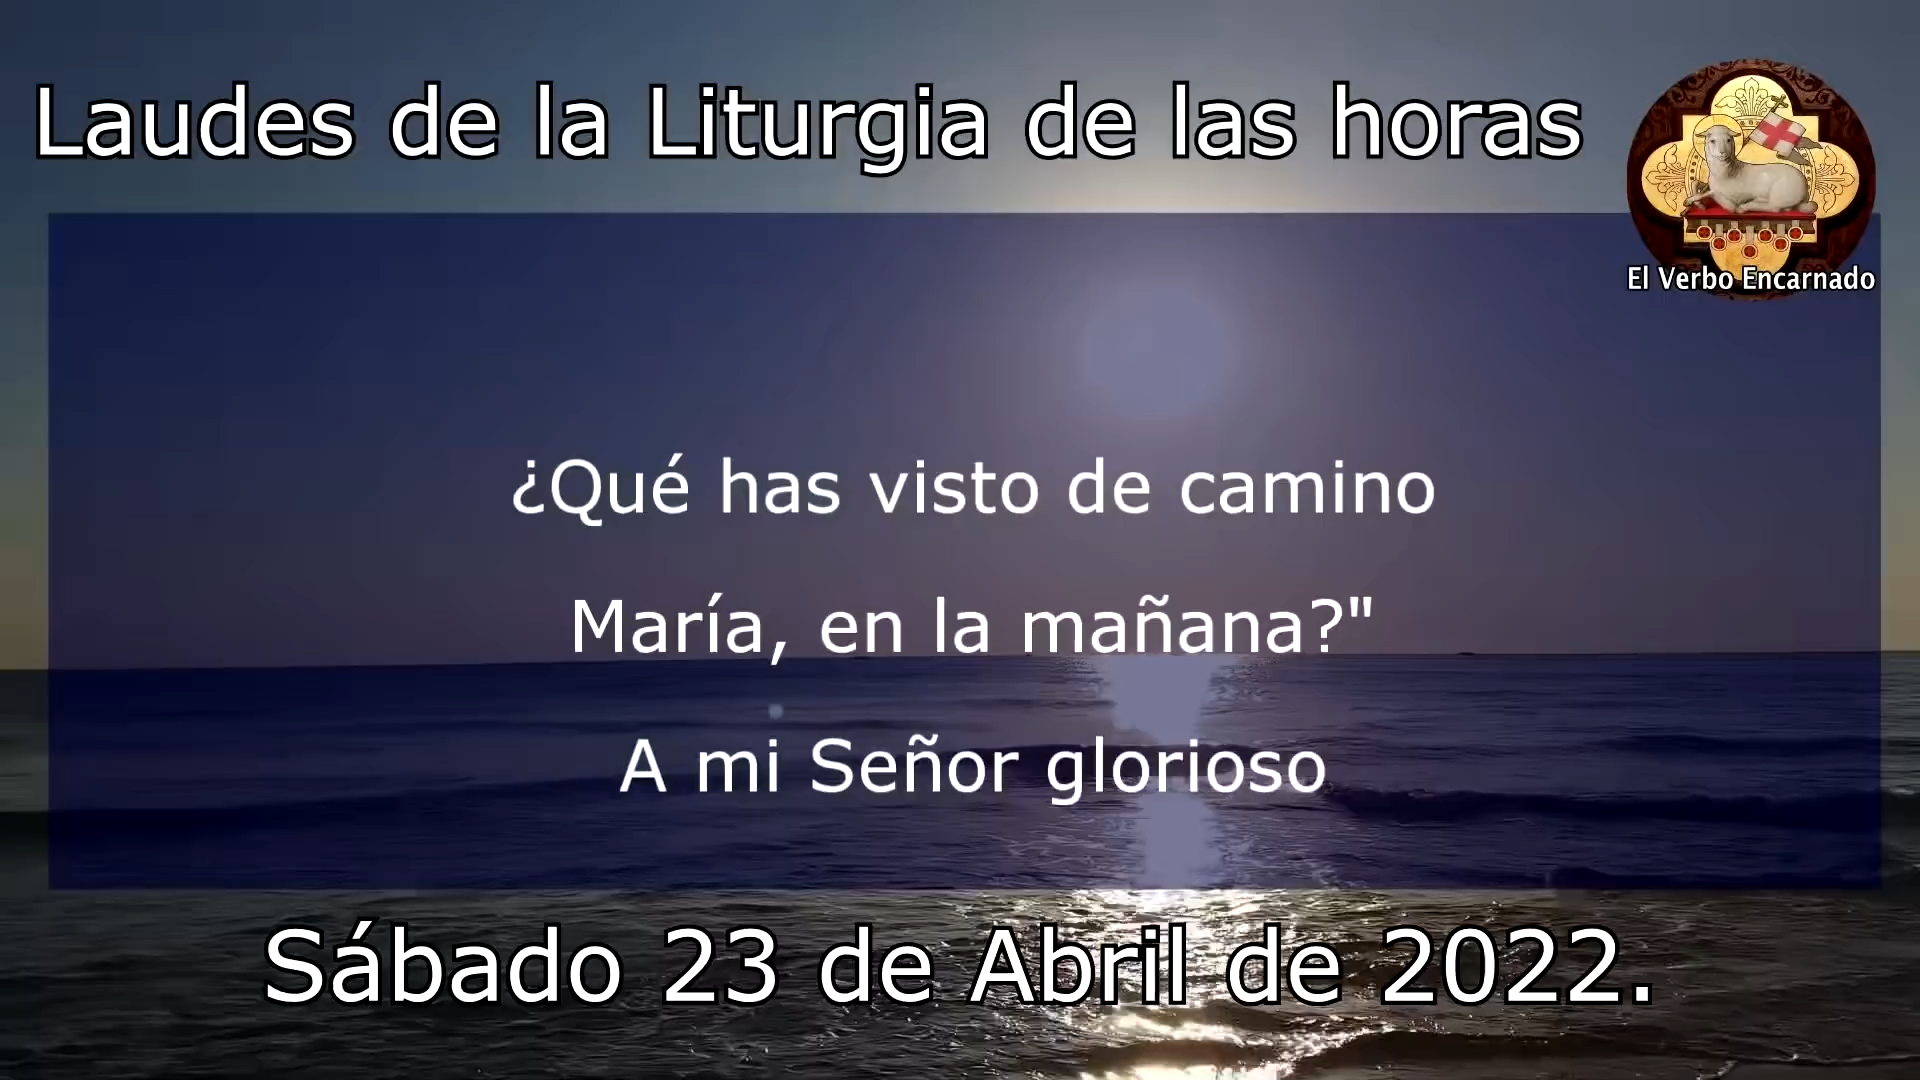 Laudes de la Liturgia de las horas
El Verbo Encarnado
¿Qué has visto de camino
María, en la mañana?"
A mi Señor glorioso
Sábado 23 de Abril de 2022.